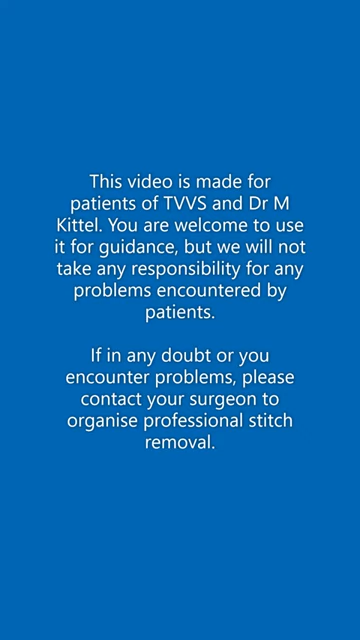 This video is made for
patients of TVVS and Dr M
Kittel. You are welcome to use
it for guidance, but we will not
take any responsibility for any
problems encountered by
patients.
If in any doubt or you
encounter problems, please
contact your surgeon to
organise professional stitch
removal.